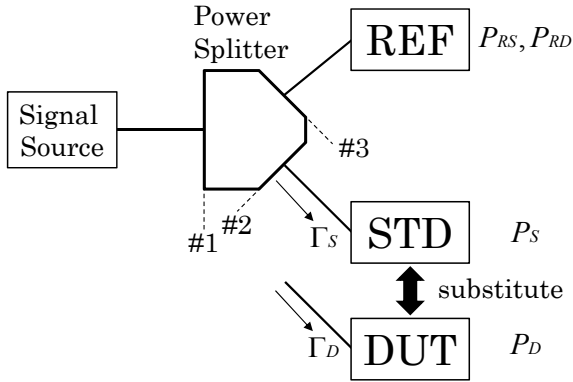 Power
Splitter
REF
P_RS, P_RD
Signal
Source
#3
#1
#2
Γ_S
STD
P_S
substitute
Γ_D
DUT
P_D